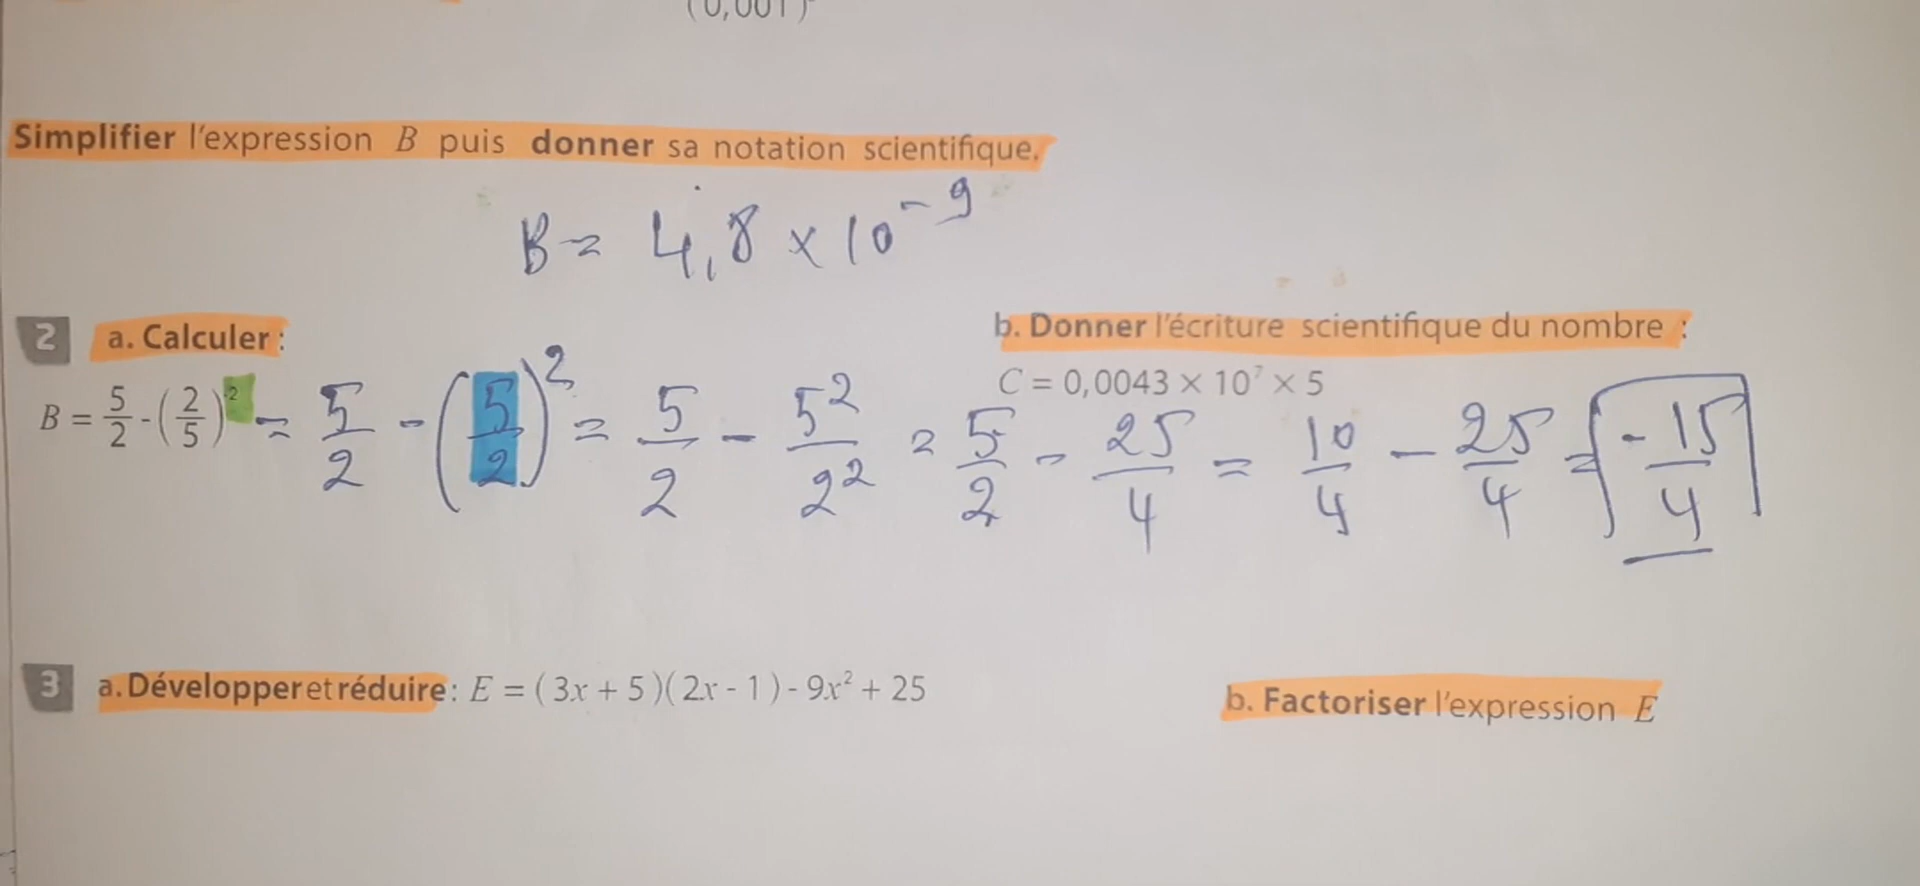 (0,001)
Simplifier l'expression B puis donner sa notation scientifique.
B = 4,8 × 10⁻⁹
2 a. Calculer :
b. Donner l'écriture scientifique du nombre :
C = 0,0043 × 10⁷ × 5
B = 5/2 - (2/5)⁻² = 5/2 - (5/2)² = 5/2 - 5²/2² = 5/2 - 25/4 = 10/4 - 25/4 = -15/4
3 a. Développer et réduire : E = (3x + 5)(2x - 1) - 9x² + 25
b. Factoriser l'expression E